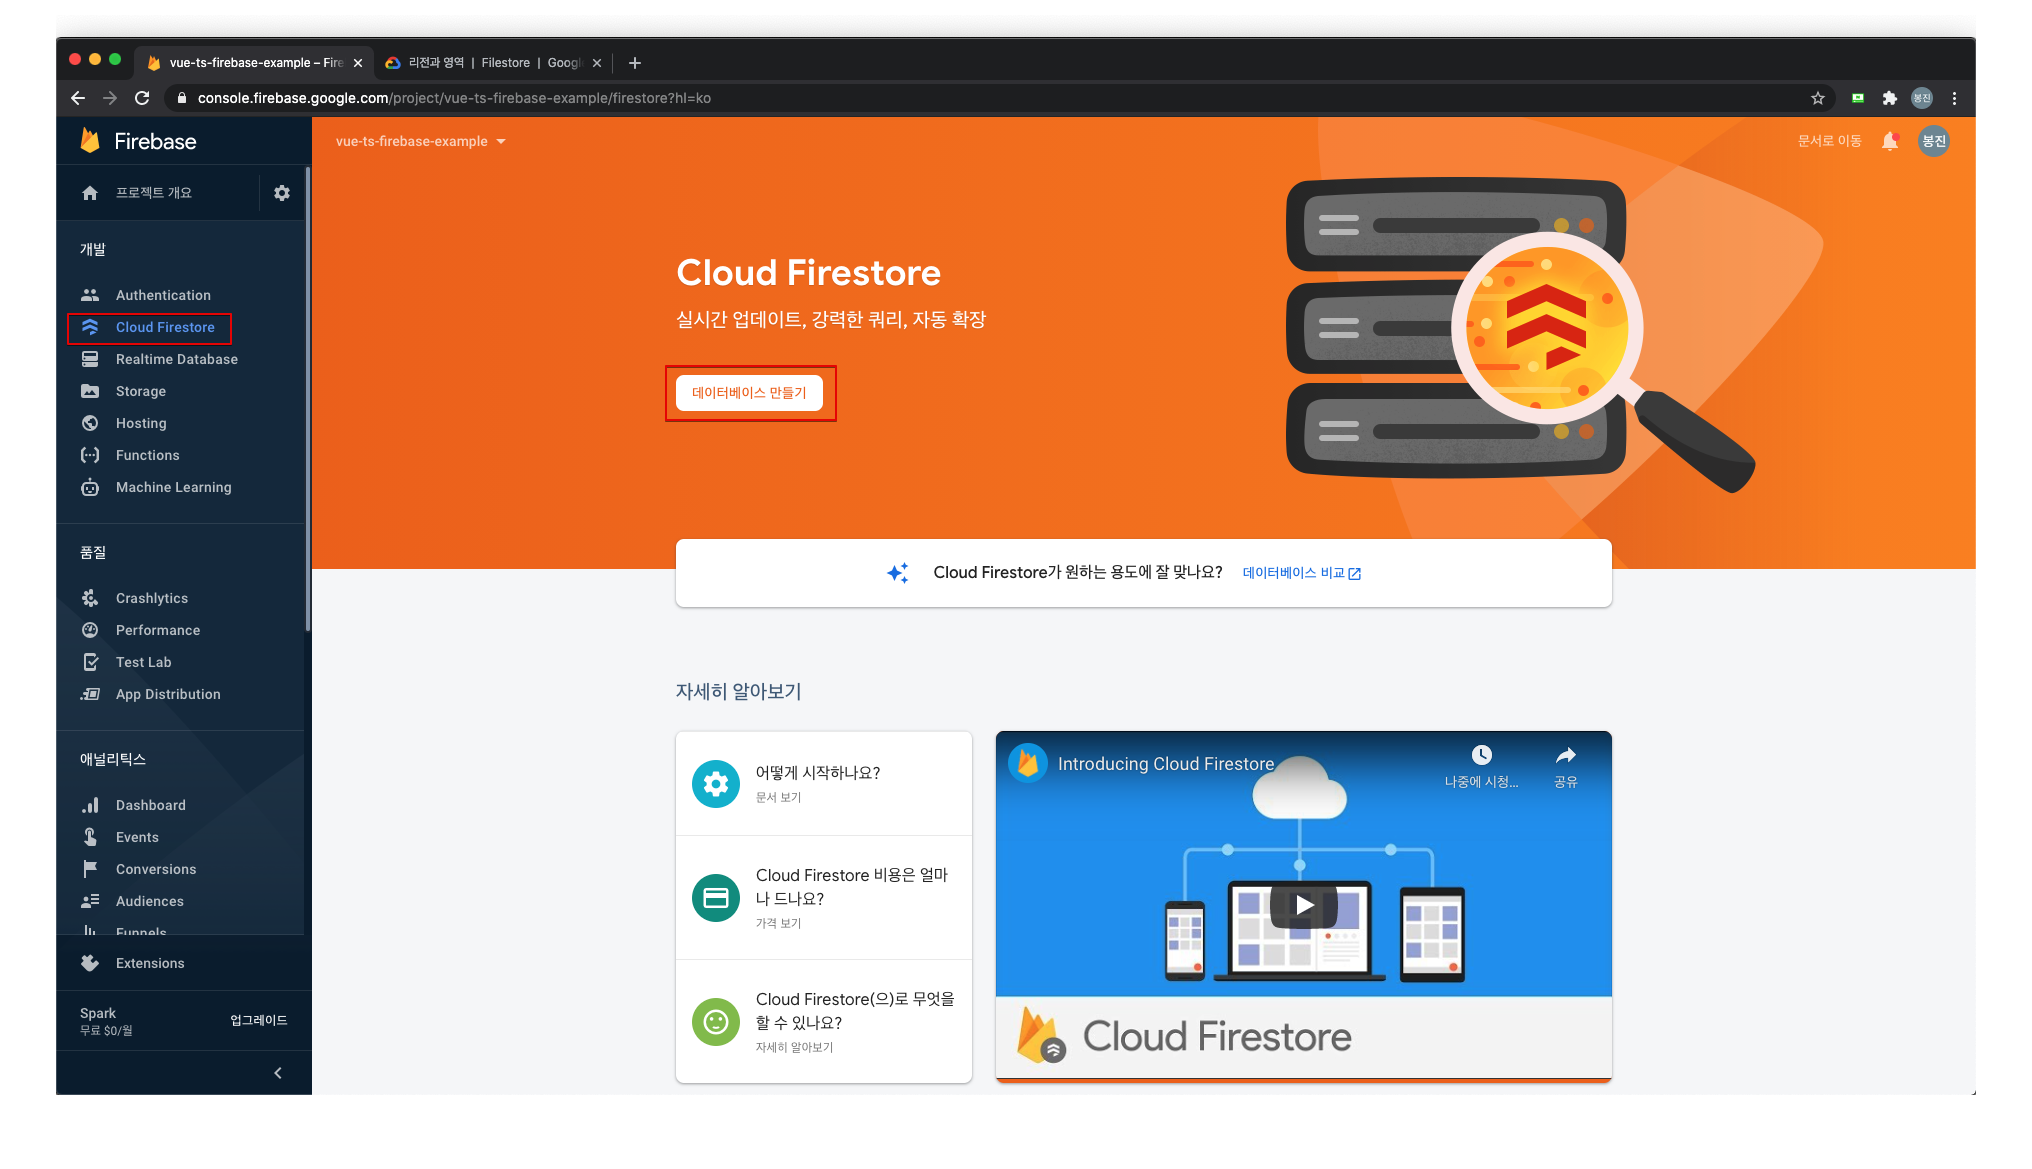 vue-ts-firebase-example – Fire
리전과 영역 | Filestore | Googl
console.firebase.google.com/project/vue-ts-firebase-example/firestore?hl=ko
봉진
Firebase
vue-ts-firebase-example
문서로 이동
봉진
프로젝트 개요
개발
Authentication
Cloud Firestore
Realtime Database
Storage
Hosting
Functions
Machine Learning
품질
Crashlytics
Performance
Test Lab
App Distribution
애널리틱스
Dashboard
Events
Conversions
Audiences
Funnels
Extensions
Spark
무료 $0/월
업그레이드
Cloud Firestore
실시간 업데이트, 강력한 쿼리, 자동 확장
데이터베이스 만들기
Cloud Firestore가 원하는 용도에 잘 맞나요? 데이터베이스 비교
자세히 알아보기
어떻게 시작하나요?
문서 보기
Cloud Firestore 비용은 얼마
나 드나요?
가격 보기
Cloud Firestore(으)로 무엇을
할 수 있나요?
자세히 알아보기
Introducing Cloud Firestore
나중에 시청...
공유
Cloud Firestore